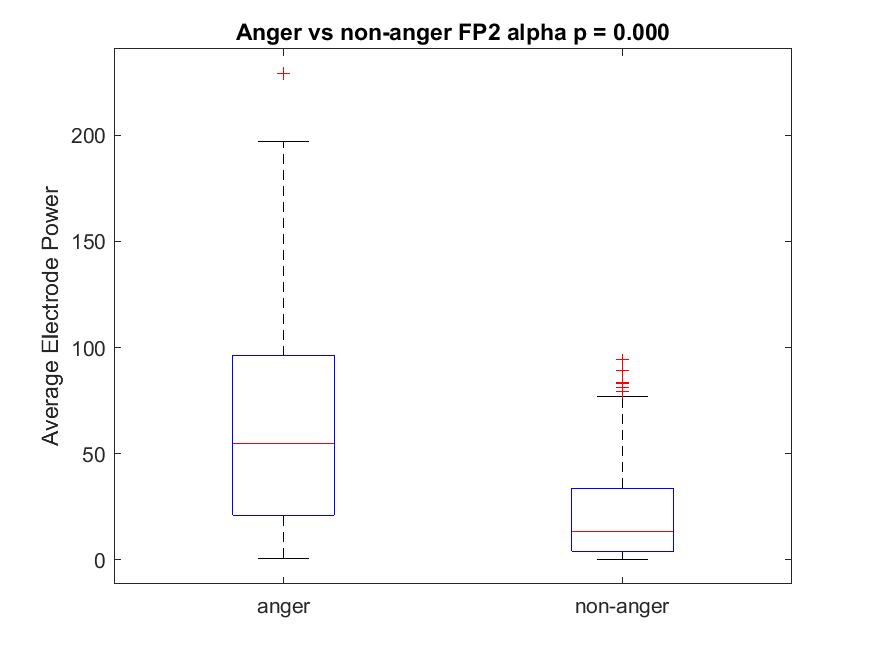 Anger vs non-anger FP2 alpha p = 0.000
Average Electrode Power
200
150
100
50
0
anger
non-anger